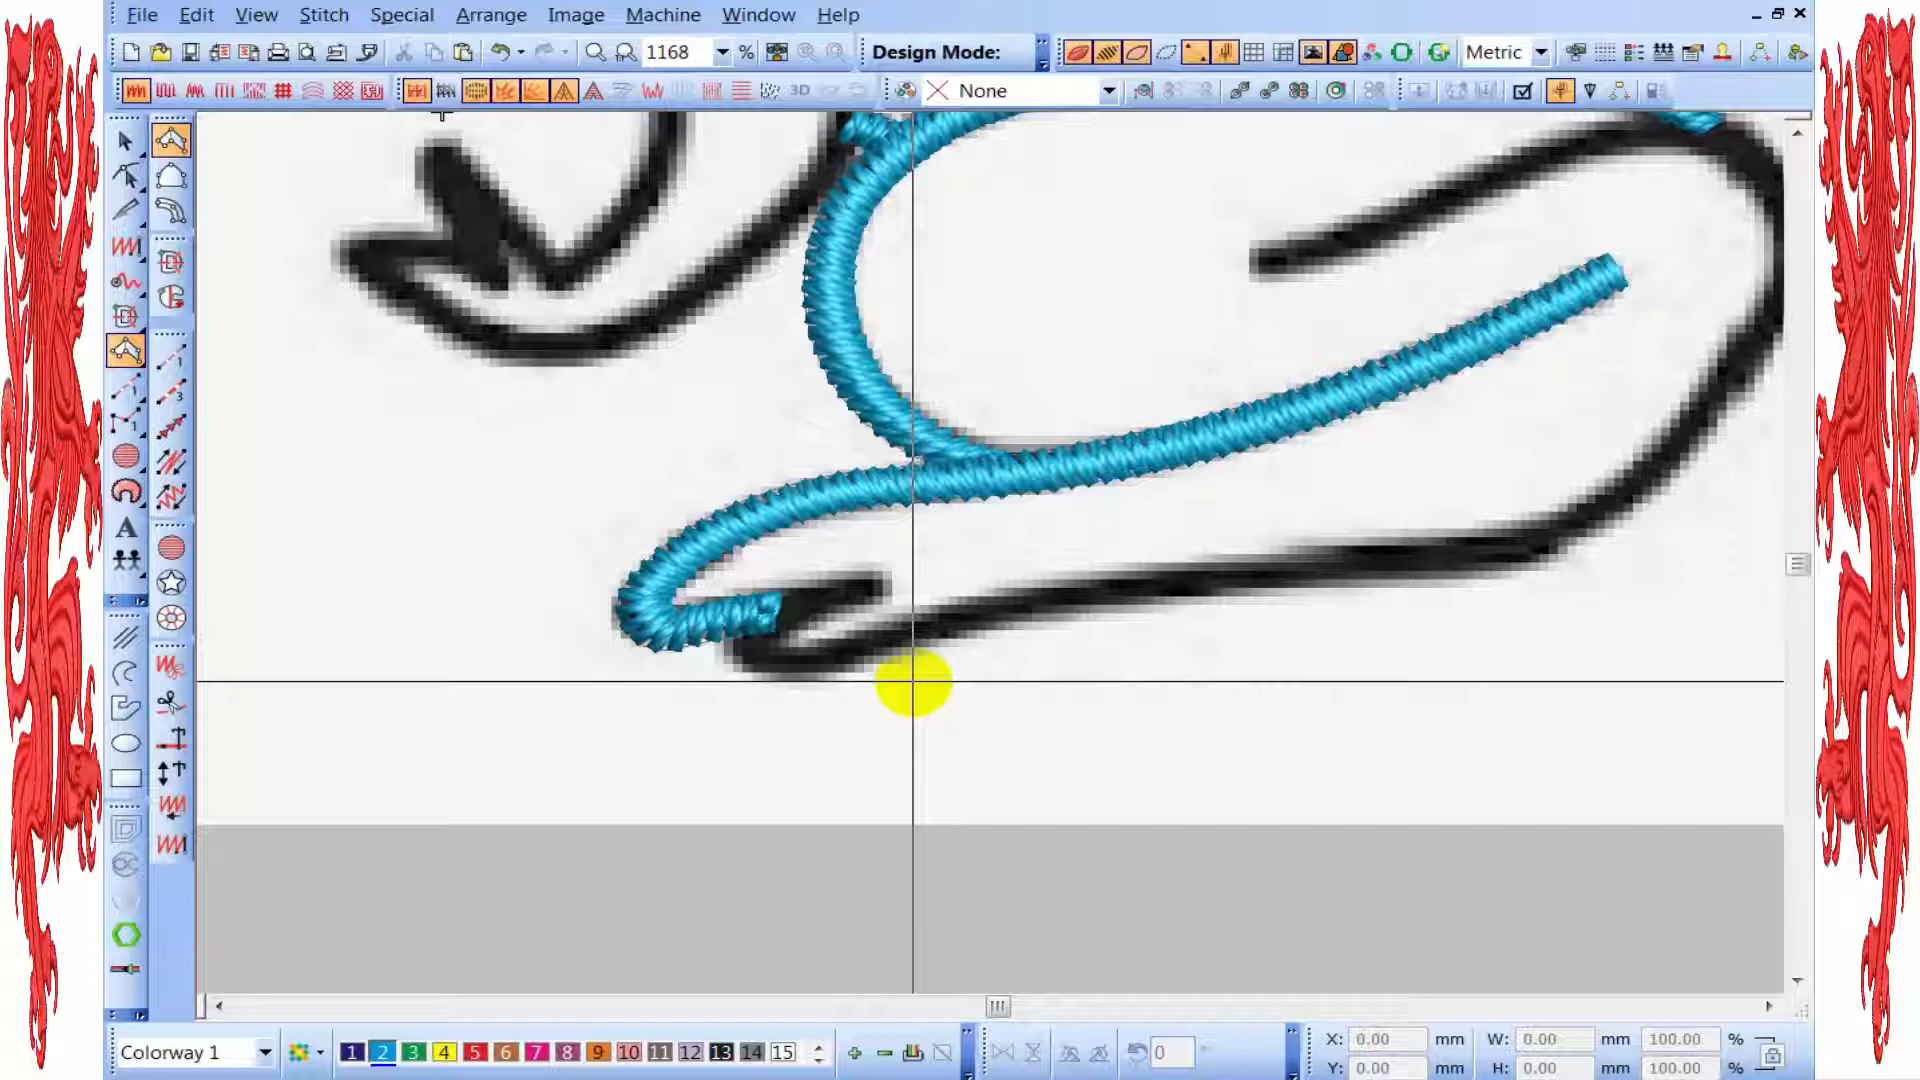 File Edit View Stitch Special Arrange Image Machine Window Help
1168 % Design Mode: Metric
3D None
A
Colorway 1 1 2 3 4 5 6 7 8 9 10 11 12 13 14 15 0 X: 0.00 mm W: 0.00 mm 100.00 %
Y: 0.00 mm H: 0.00 mm 100.00 %